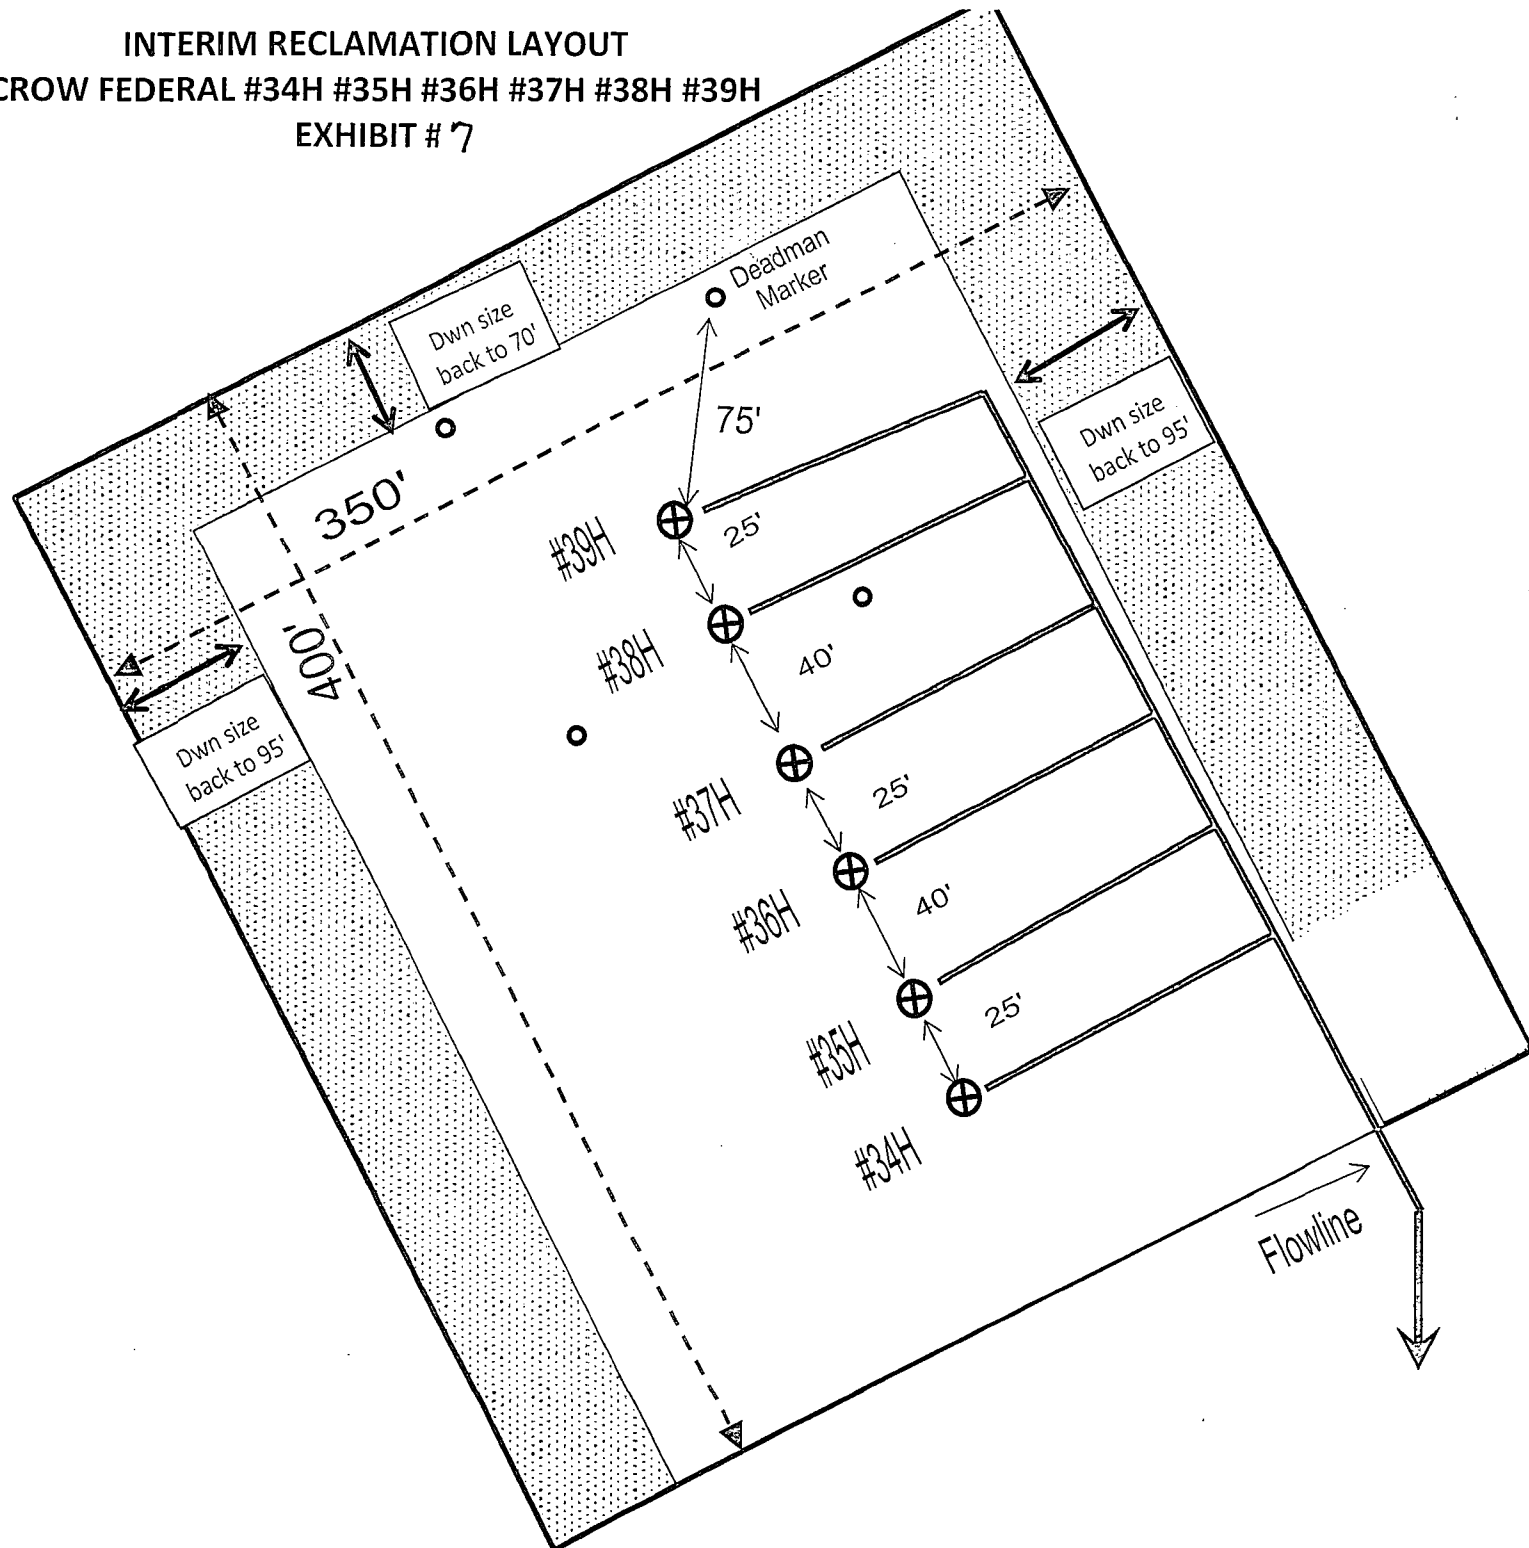 INTERIM RECLAMATION LAYOUT
CROW FEDERAL #34H #35H #36H #37H #38H #39H
EXHIBIT # 7
Deadman
Marker
Dwn size
back to 70'
75'
Dwn size
back to 95'
350'
#39H
25'
400'
#38H
40'
Dwn size
back to 95'
#37H
25'
#36H
40'
#35H
25'
#34H
Flowline